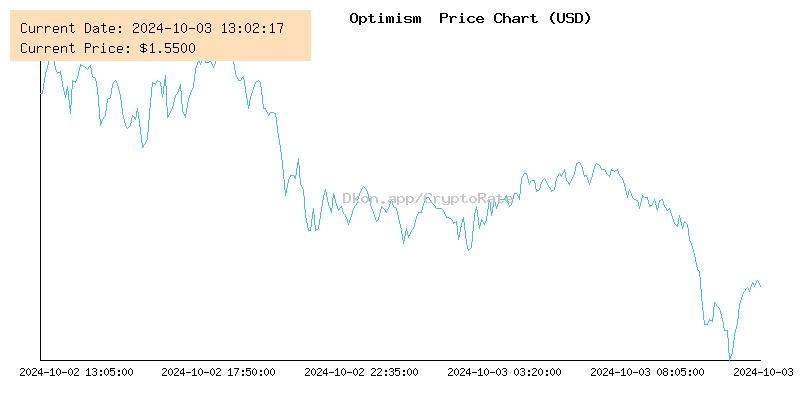 Optimism  Price Chart (USD)
Current Date: 2024-10-03 13:02:17
Current Price: $1.5500
Dkon.app/CryptoRate
2024-10-02 13:05:00 2024-10-02 17:50:00 2024-10-02 22:35:00 2024-10-03 03:20:00 2024-10-03 08:05:00 2024-10-03